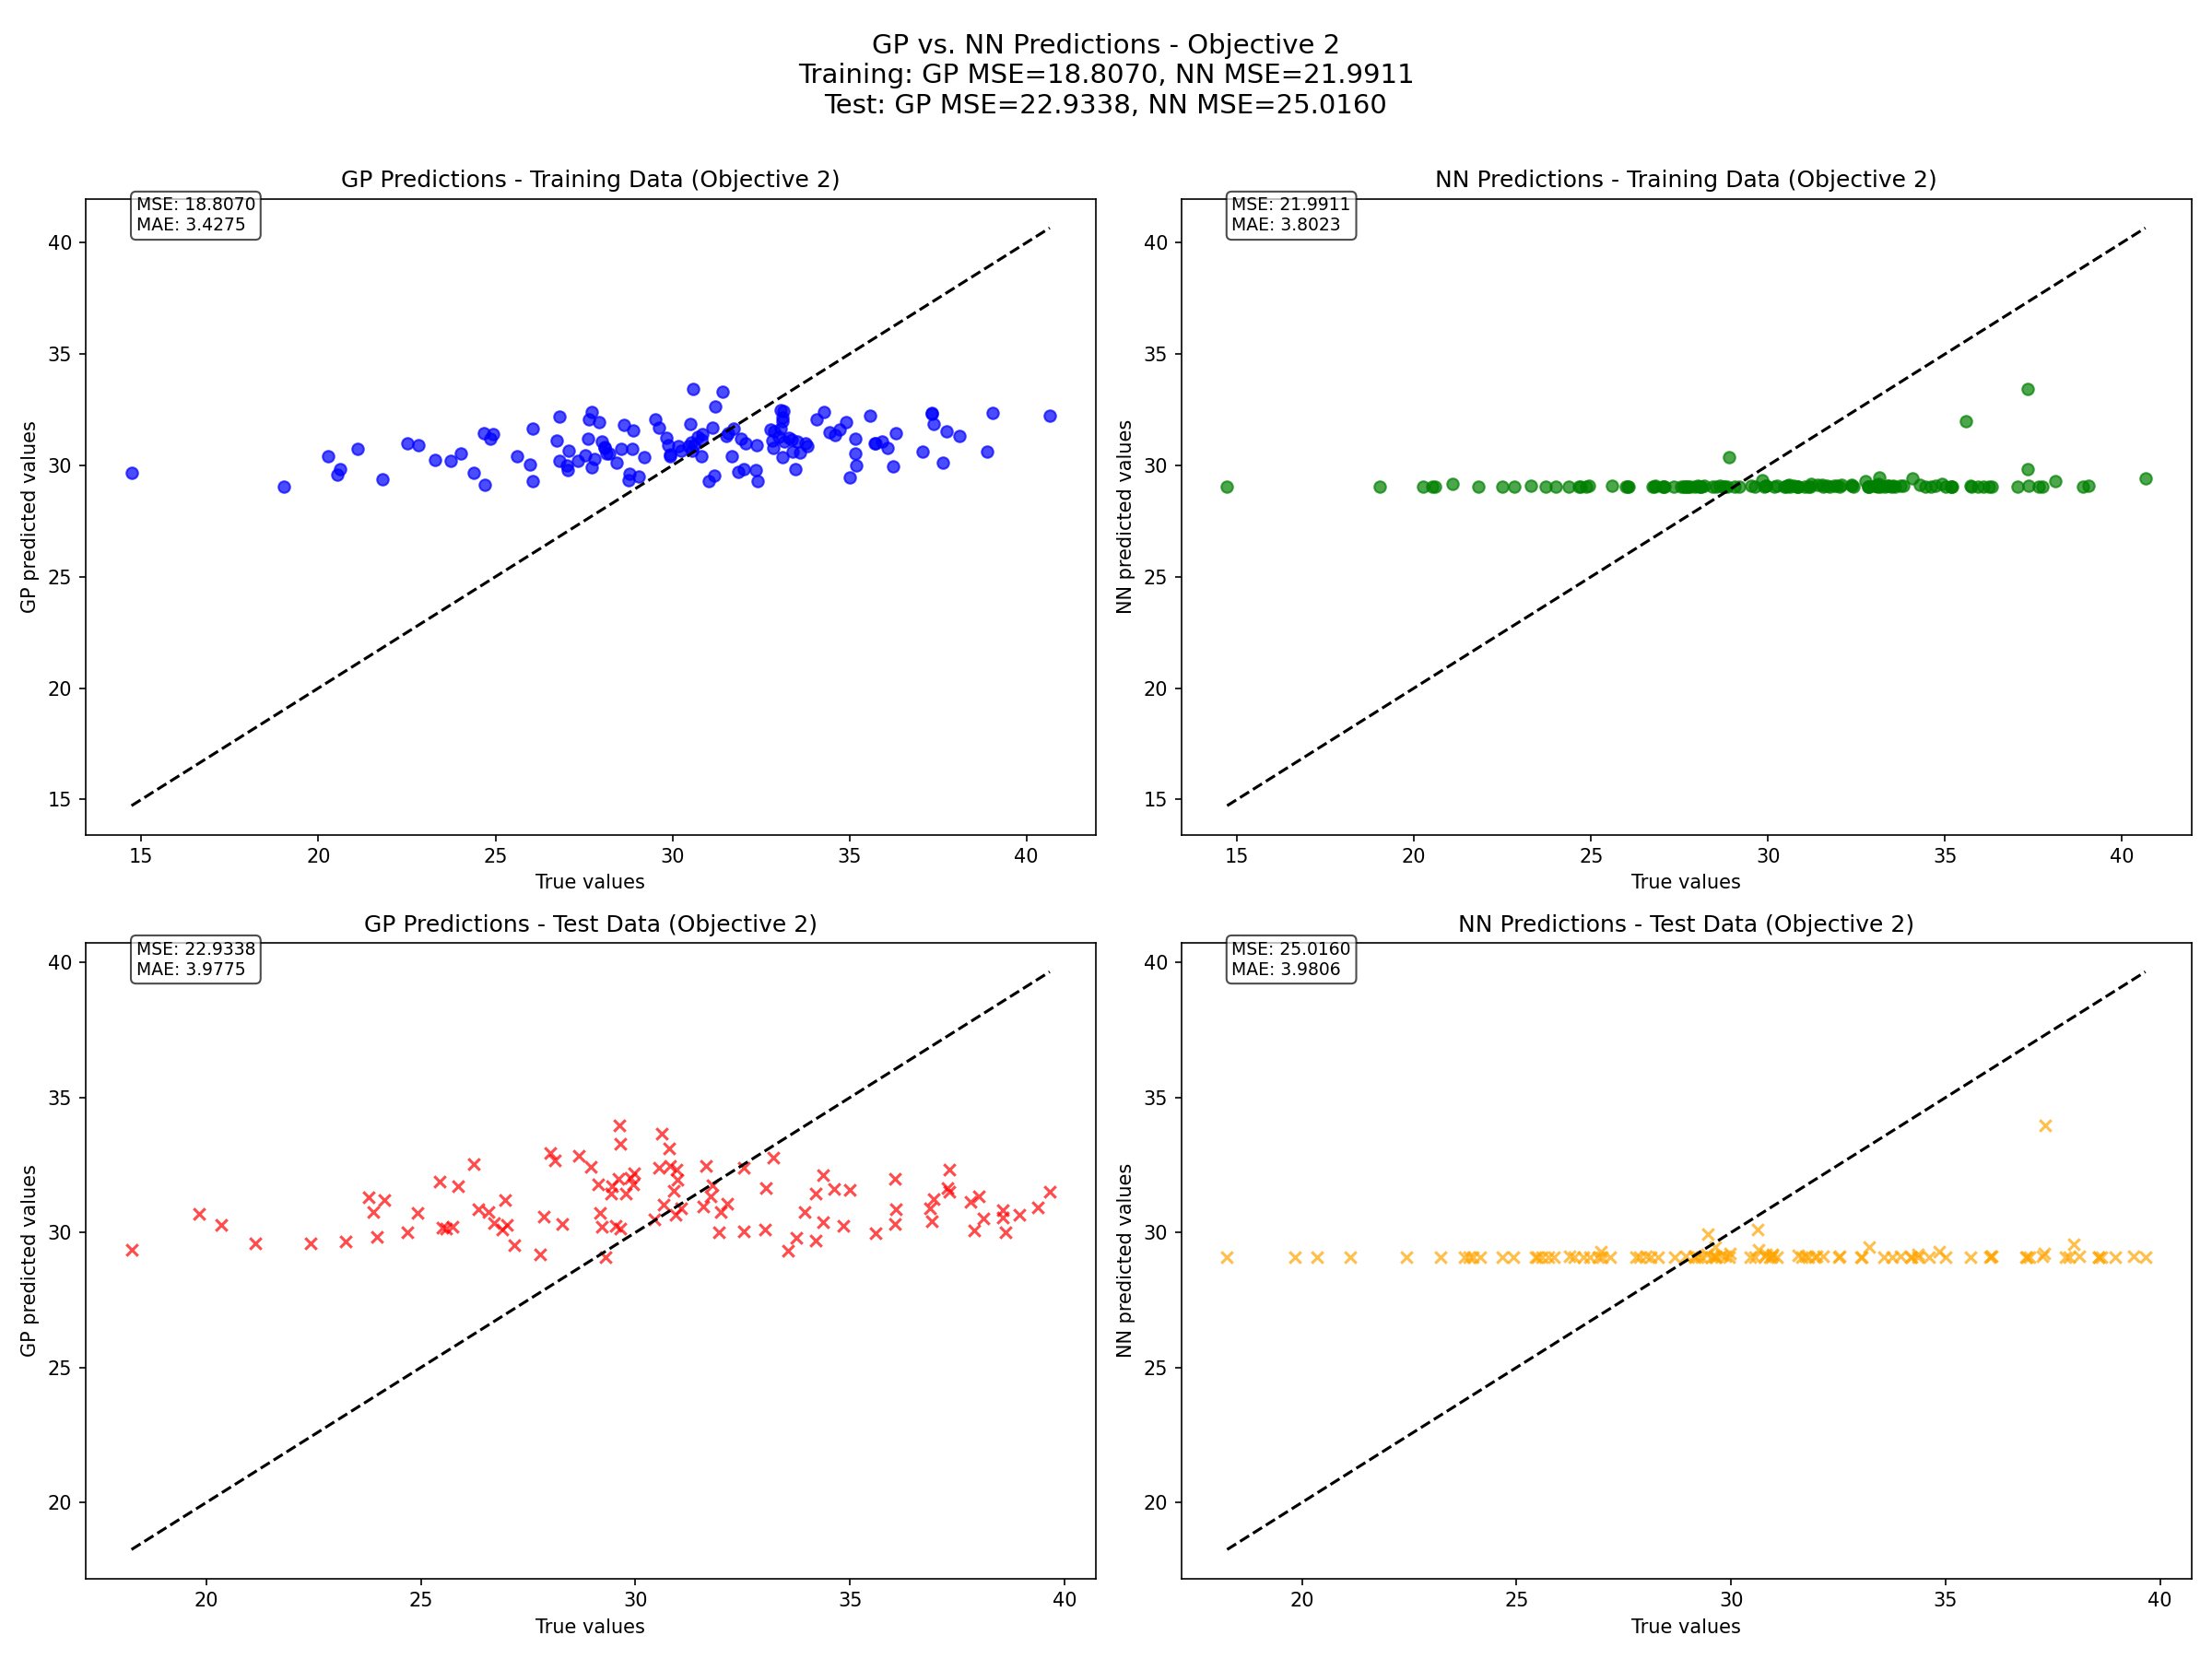 GP vs. NN Predictions - Objective 2
Training: GP MSE=18.8070, NN MSE=21.9911
Test: GP MSE=22.9338, NN MSE=25.0160
GP Predictions - Training Data (Objective 2)
MSE: 18.8070
MAE: 3.4275
40
35
30
25
20
15
GP predicted values
15 20 25 30 35 40
True values
NN Predictions - Training Data (Objective 2)
MSE: 21.9911
MAE: 3.8023
40
35
30
25
20
15
NN predicted values
15 20 25 30 35 40
True values
GP Predictions - Test Data (Objective 2)
MSE: 22.9338
MAE: 3.9775
40
35
30
25
20
GP predicted values
20 25 30 35 40
True values
NN Predictions - Test Data (Objective 2)
MSE: 25.0160
MAE: 3.9806
40
35
30
25
20
NN predicted values
20 25 30 35 40
True values